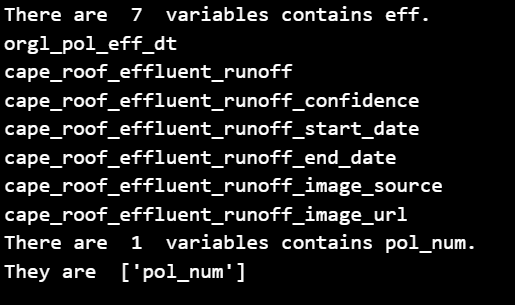 There are  7  variables contains eff.
orgl_pol_eff_dt
cape_roof_effluent_runoff
cape_roof_effluent_runoff_confidence
cape_roof_effluent_runoff_start_date
cape_roof_effluent_runoff_end_date
cape_roof_effluent_runoff_image_source
cape_roof_effluent_runoff_image_url
There are  1  variables contains pol_num.
They are  ['pol_num']